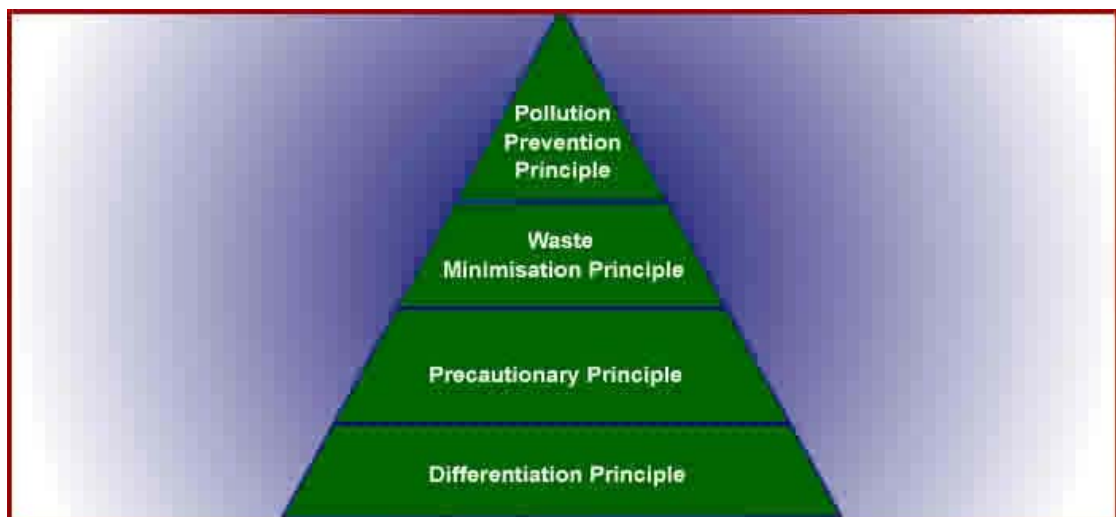 Pollution
Prevention
Principle
Waste
Minimisation Principle
Precautionary Principle
Differentiation Principle